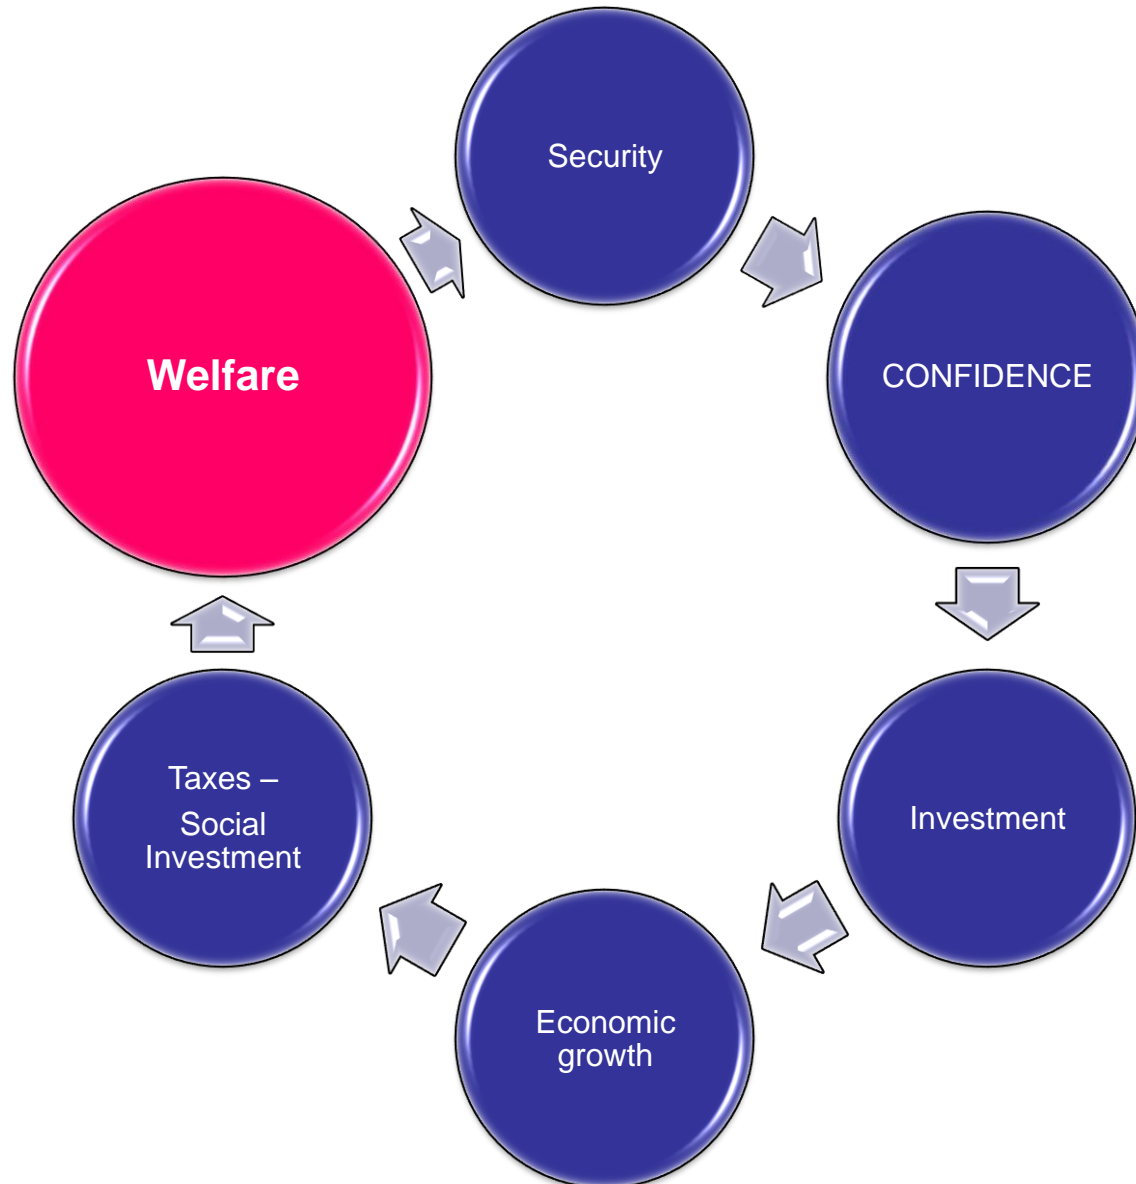 Security
CONFIDENCE
Welfare
Investment
Taxes –
Social
Investment
Economic
growth